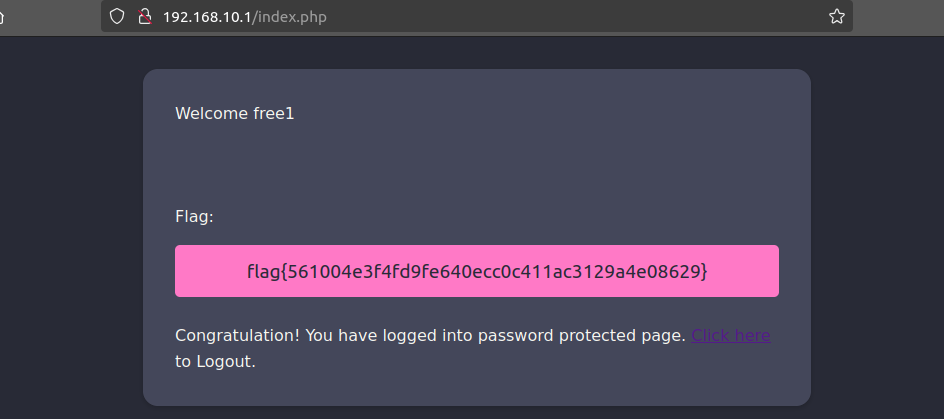 192.168.10.1/index.php
Welcome free1
Flag:
flag{561004e3f4fd9fe640ecc0c411ac3129a4e08629}
Congratulation! You have logged into password protected page. Click here
to Logout.